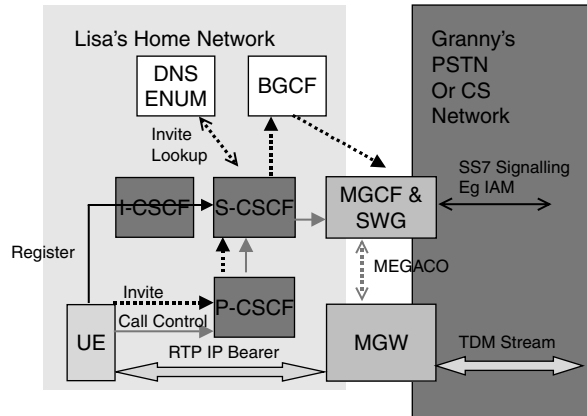 Lisa's Home Network
Granny's
PSTN
Or CS
Network
DNS
ENUM
BGCF
Invite
Lookup
SS7 Signalling
Eg IAM
I-CSCF
S-CSCF
MGCF &
SWG
Register
MEGACO
Invite
P-CSCF
Call Control
UE
MGW
RTP IP Bearer
TDM Stream